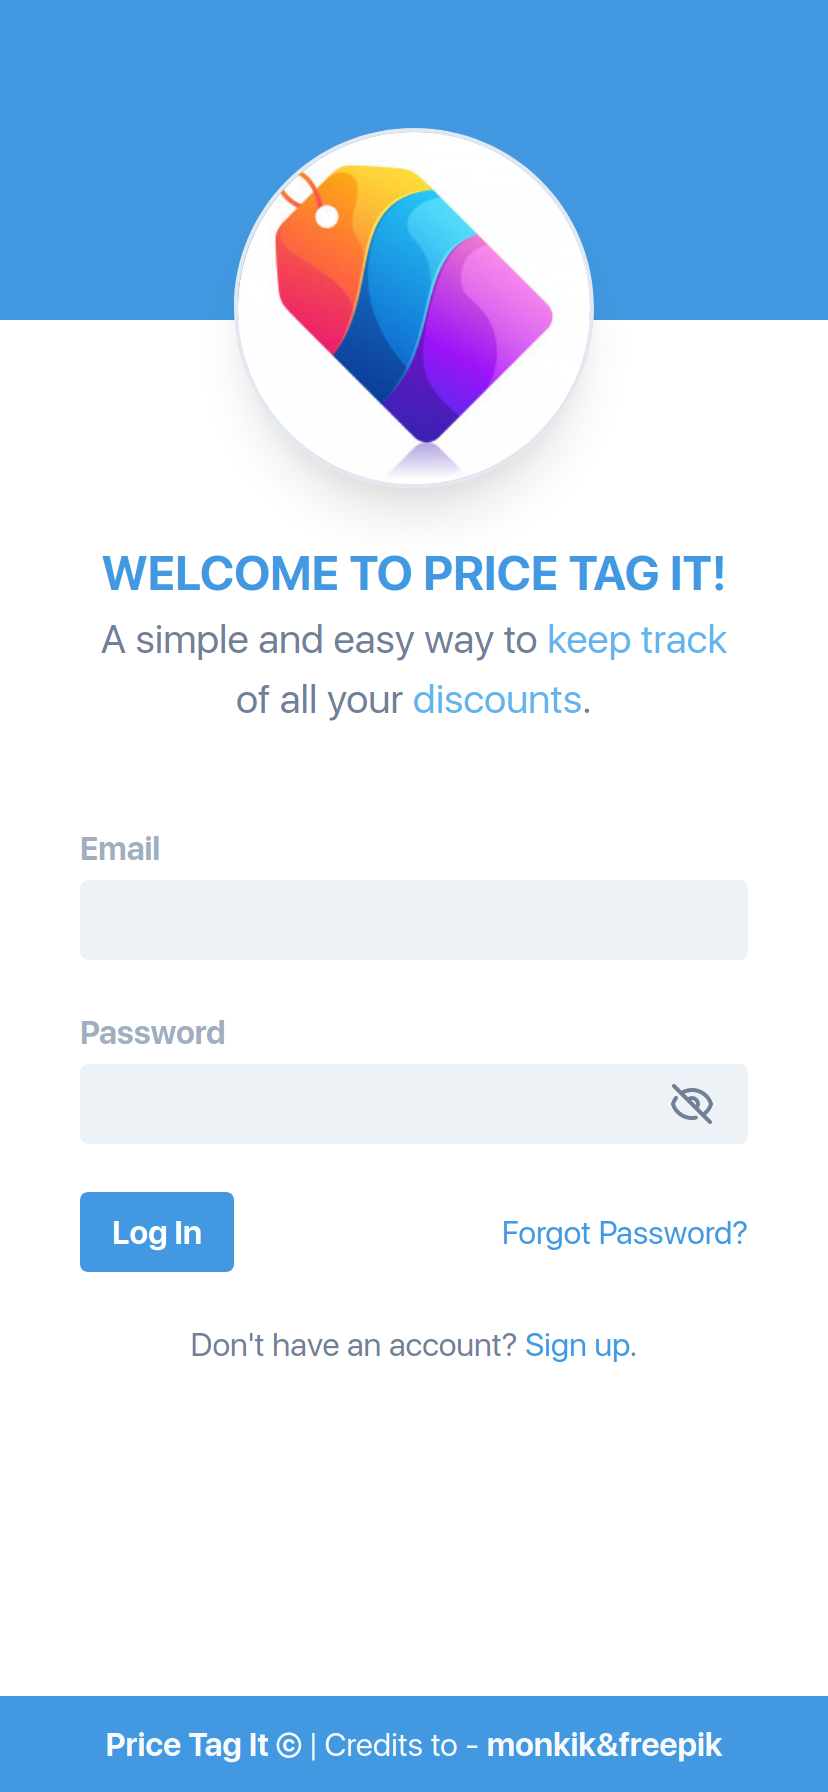 WELCOME TO PRICE TAG IT!
A simple and easy way to keep track
of all your discounts.
Email
Password
Log In
Forgot Password?
Don't have an account? Sign up.
Price Tag It © | Credits to - monkik&freepik